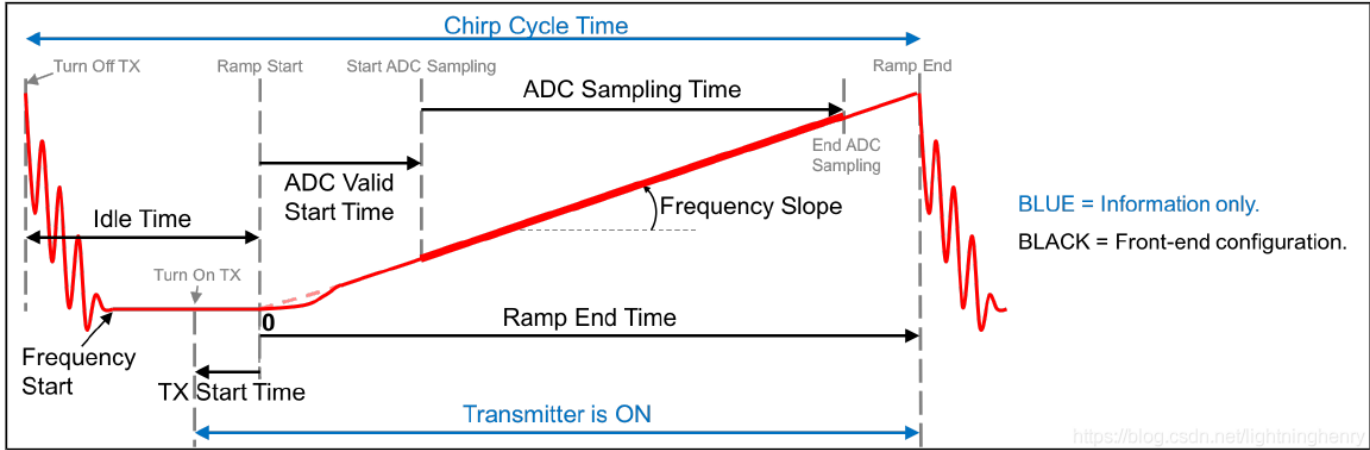 Chirp Cycle Time
Turn Off TX
Ramp Start
Start ADC Sampling
Ramp End
ADC Sampling Time
End ADC
Sampling
ADC Valid
Start Time
Idle Time
Frequency Slope
BLUE = Information only.
BLACK = Front-end configuration.
Turn On TX
0
Ramp End Time
Frequency
Start
TX Start Time
Transmitter is ON
https://blog.csdn.net/lightninghenry